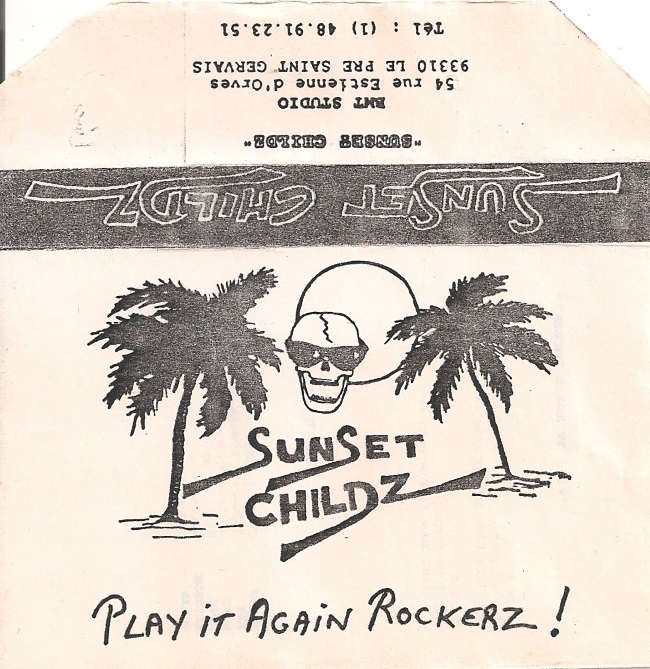 "SUNSET CHILDZ"
RMT STUDIO
54 rue Estienne d'Orves
93310 LE PRE SAINT GERVAIS
Tél : (1) 48.91.23.51
SUNSET CHILDZ
SUNSET
CHILDZ
PLAY iT AGAiN ROCKERZ !